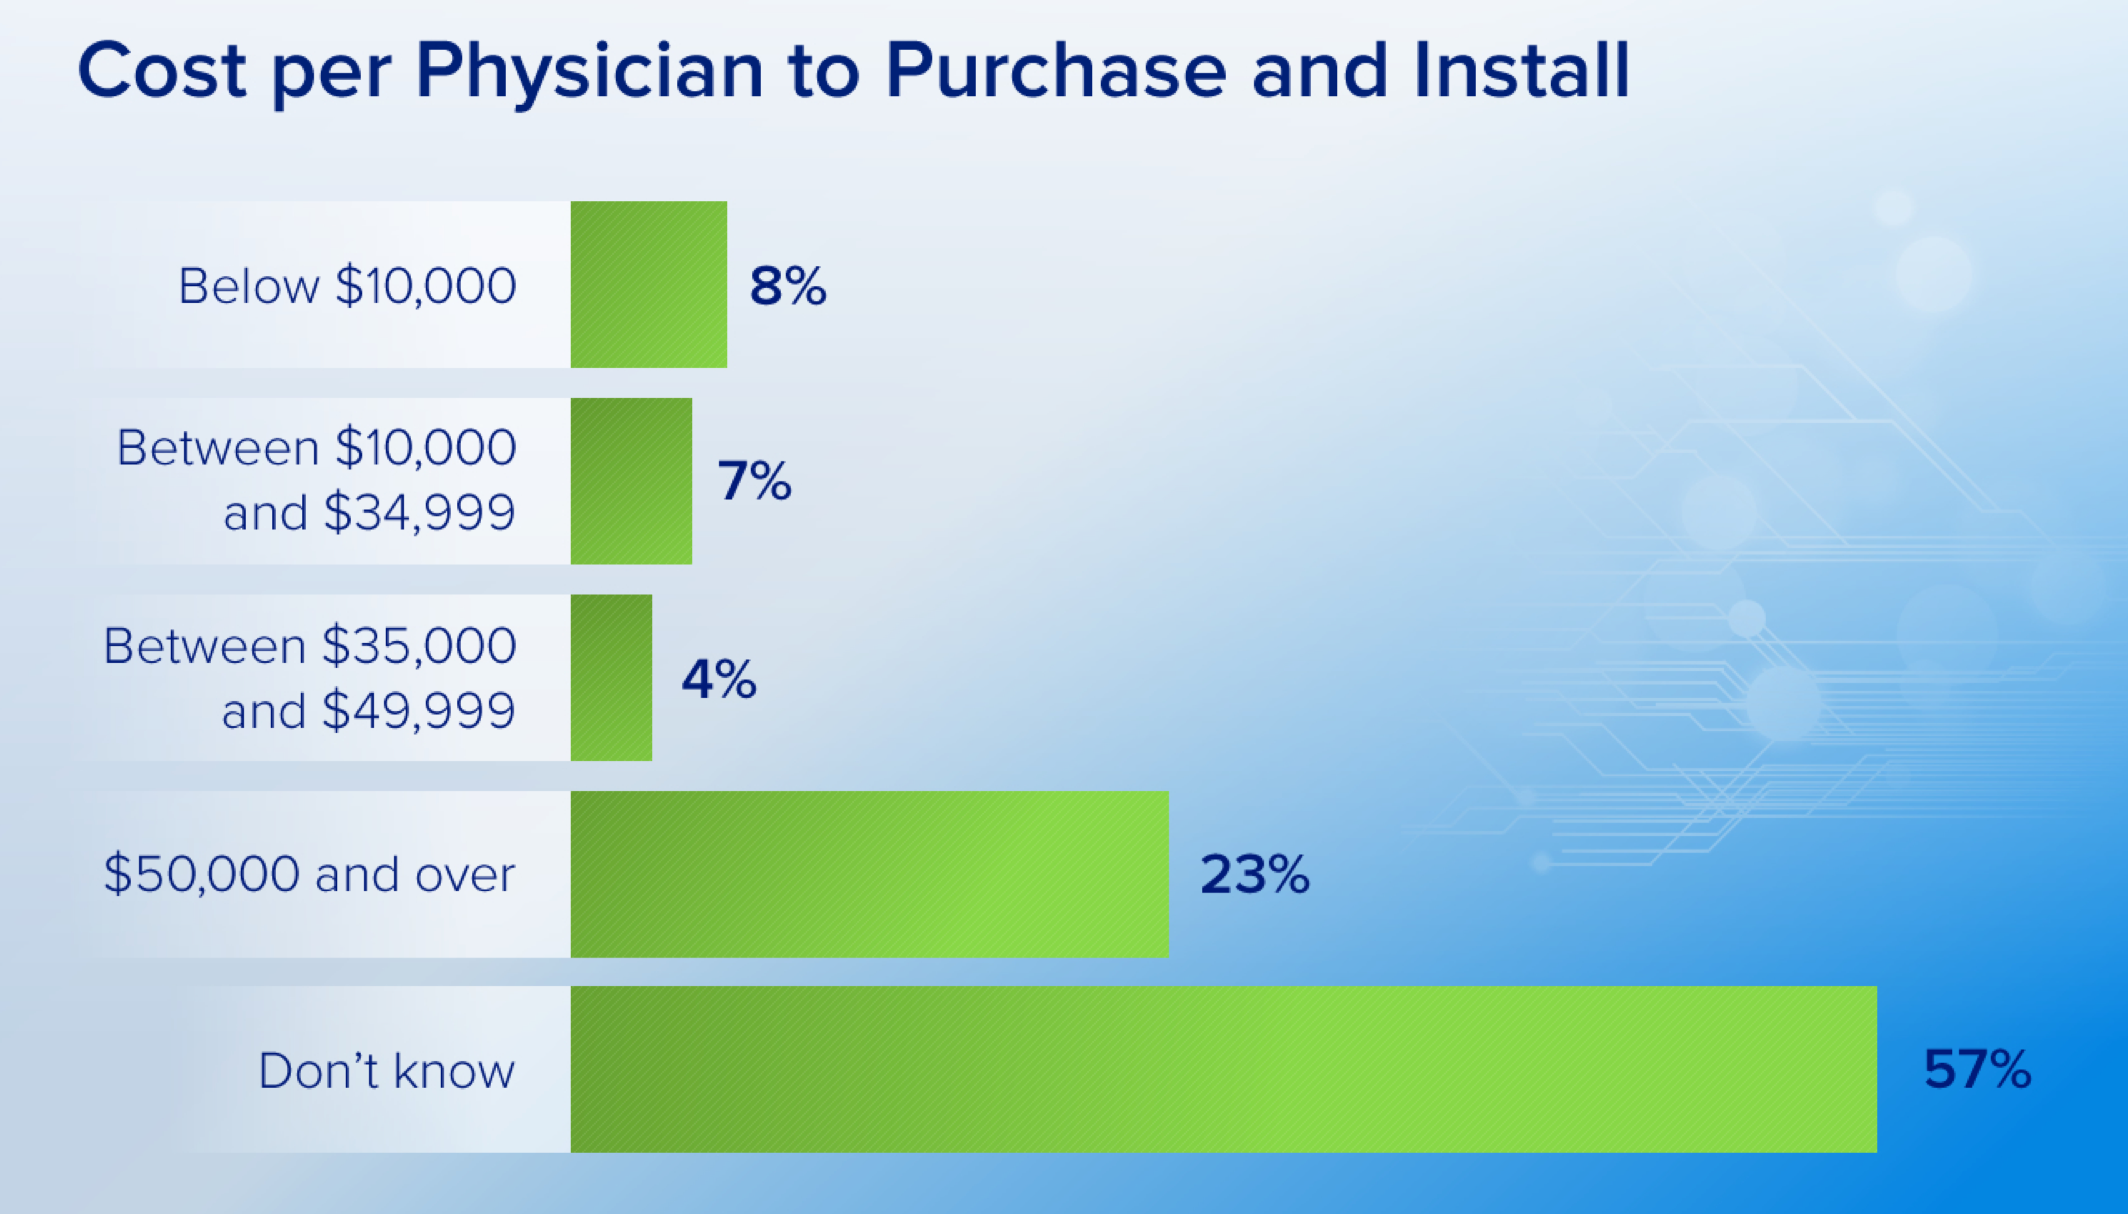 Cost per Physician to Purchase and Install
Below $10,000
8%
Between $10,000
and $34,999
7%
Between $35,000
and $49,999
4%
$50,000 and over
23%
Don’t know
57%